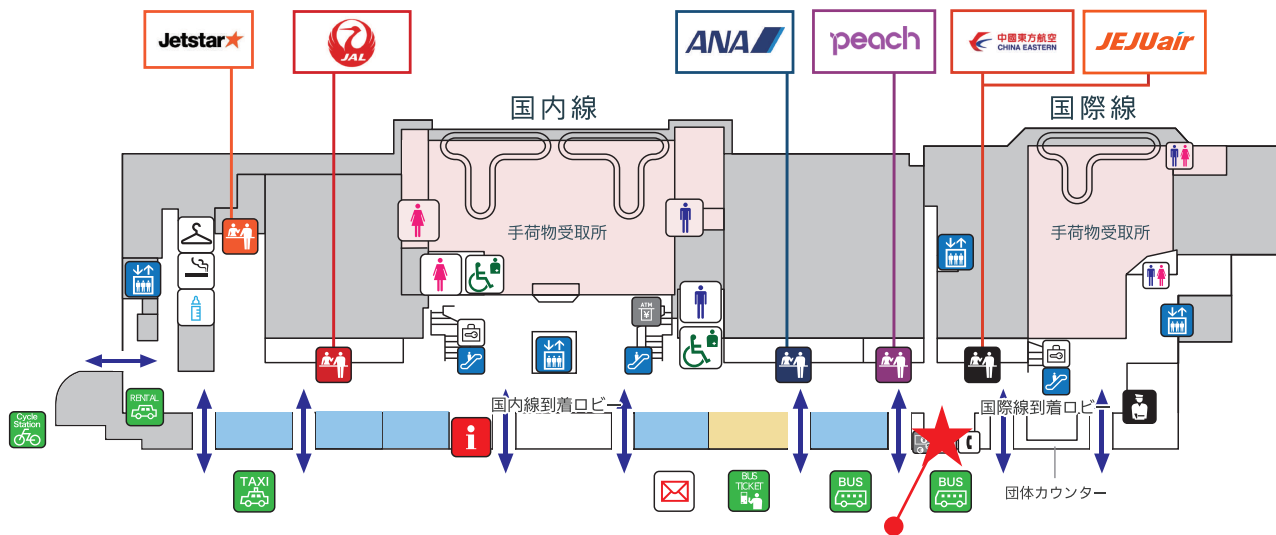 Jetstar
JAL
ANA
peach
中國東方航空
CHINA EASTERN
JEJUair
国内線
国際線
手荷物受取所
手荷物受取所
ATM
¥
RENTAL
Cycle
Station
国内線到着ロビー
国際線到着ロビー
i
TAXI
BUS
TICKET
BUS
BUS
団体カウンター